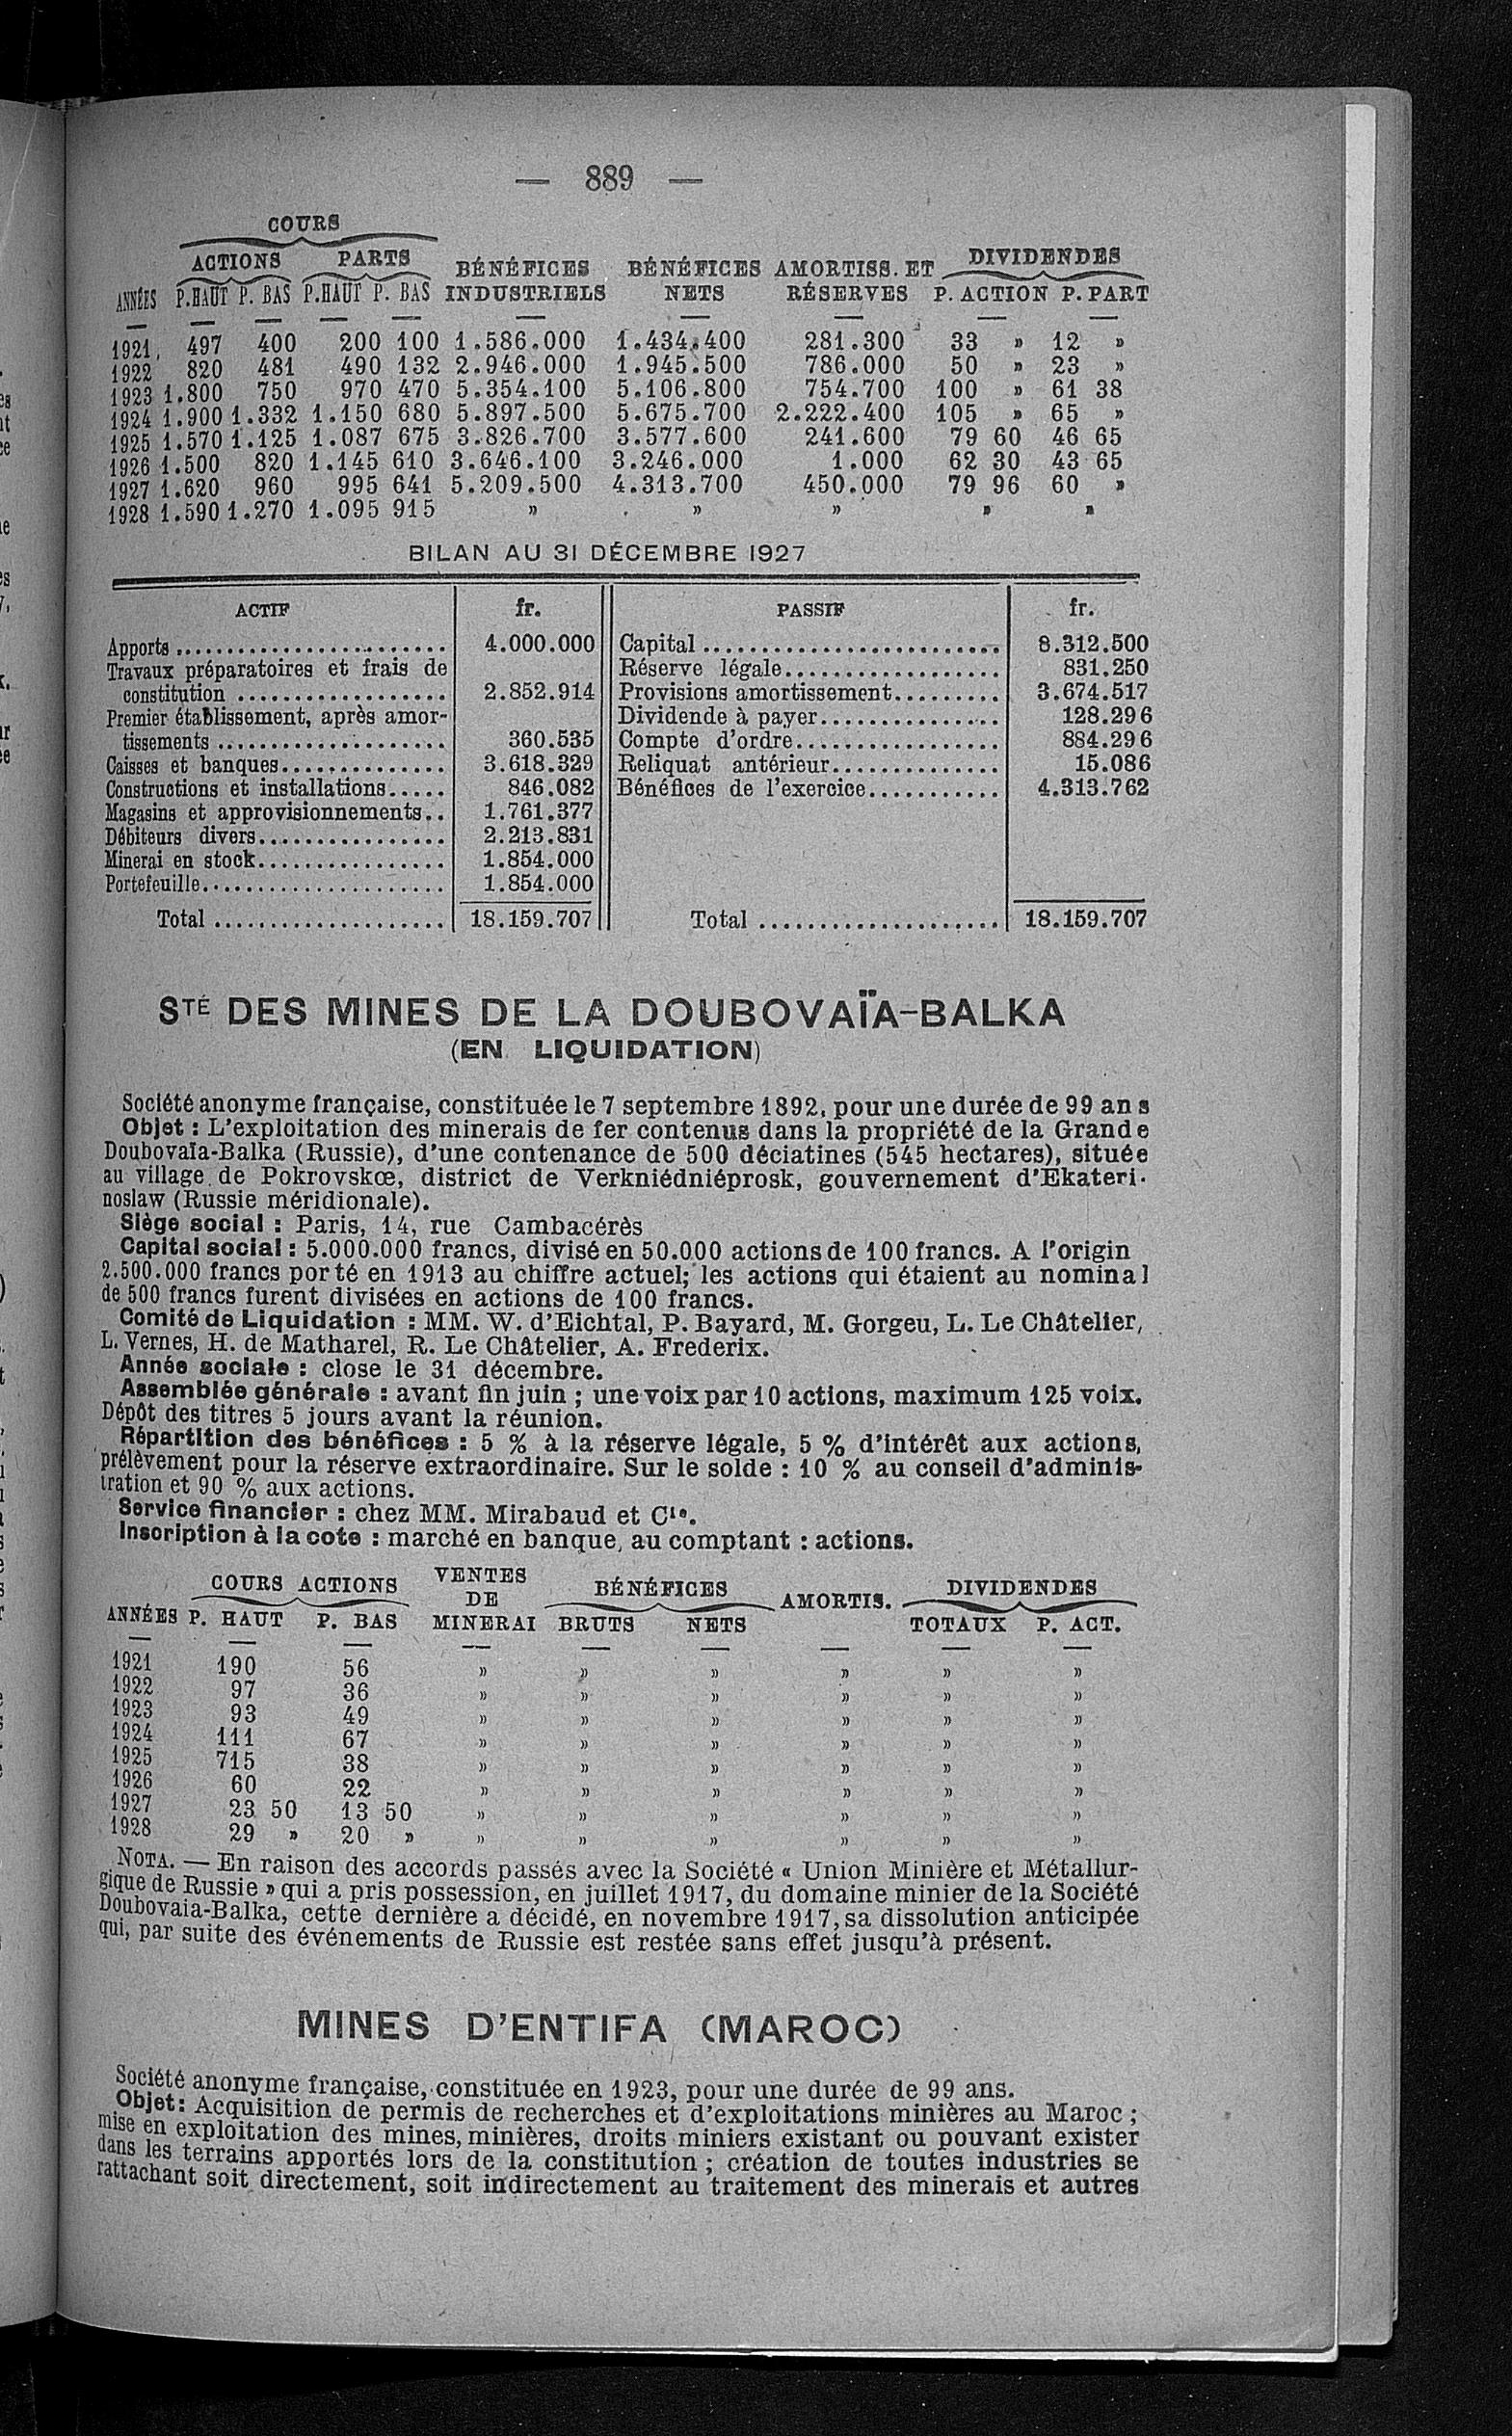 — 889 —
COURS
ACTIONS PARTS BÉNÉFICES BÉNÉFICES AMORTISS. ET DIVIDENDES
ANNÉES P.HAUT P. BAS P.HAUT P. BAS INDUSTRIELS NETS RÉSERVES P. ACTION P. PART
1921, 497 400 200 100 1.586.000 1.434.400 281.300 33 » 12 »
1922 820 481 490 132 2.946.000 1.945.500 786.000 50 » 23 »
1923 1.800 750 970 470 5.354.100 5.106.800 754.700 100 » 61 38
1924 1.900 1.332 1.150 680 5.897.500 5.675.700 2.222.400 105 » 65 »
1925 1.570 1.125 1.087 675 3.826.700 3.577.600 241.600 79 60 46 65
1926 1.500 820 1.145 610 3.646.100 3.246.000 1.000 62 30 43 65
1927 1.620 960 995 641 5.209.500 4.313.700 450.000 79 96 60 »
1928 1.590 1.270 1.095 915 » » » » »
BILAN AU 31 DÉCEMBRE 1927
ACTIF fr. PASSIF fr.
Apports ........................ 4.000.000 Capital ......................... 8.312.500
Travaux préparatoires et frais de Réserve légale.................. 831.250
constitution .................. 2.852.914 Provisions amortissement......... 3.674.517
Premier établissement, après amor- Dividende à payer............... 128.296
tissements .................... 360.535 Compte d'ordre................. 884.296
Caisses et banques.............. 3.618.329 Reliquat antérieur.............. 15.086
Constructions et installations..... 846.082 Bénéfices de l'exercice........... 4.313.762
Magasins et approvisionnements.. 1.761.377
Débiteurs divers................ 2.213.831
Minerai en stock................ 1.854.000
Portefeuille..................... 1.854.000
Total .................... 18.159.707 Total ..................... 18.159.707
STÉ DES MINES DE LA DOUBOVAÏA-BALKA
(EN LIQUIDATION)
Société anonyme française, constituée le 7 septembre 1892, pour une durée de 99 ans
Objet : L'exploitation des minerais de fer contenus dans la propriété de la Grande
Doubovaïa-Balka (Russie), d'une contenance de 500 déciatines (545 hectares), située
au village de Pokrovskœ, district de Verkniédniéprosk, gouvernement d'Ekateri-
noslaw (Russie méridionale).
Siège social : Paris, 14, rue Cambacérès
Capital social : 5.000.000 francs, divisé en 50.000 actions de 100 francs. A l'origin
2.500.000 francs porté en 1913 au chiffre actuel; les actions qui étaient au nominal
de 500 francs furent divisées en actions de 100 francs.
Comité de Liquidation : MM. W. d'Eichtal, P. Bayard, M. Gorgeu, L. Le Châtelier,
L. Vernes, H. de Matharel, R. Le Châtelier, A. Frederix.
Année sociale : close le 31 décembre.
Assemblée générale : avant fin juin ; une voix par 10 actions, maximum 125 voix.
Dépôt des titres 5 jours avant la réunion.
Répartition des bénéfices : 5 % à la réserve légale, 5 % d'intérêt aux actions,
prélèvement pour la réserve extraordinaire. Sur le solde : 10 % au conseil d'adminis-
tration et 90 % aux actions.
Service financier : chez MM. Mirabaud et Cie.
Inscription à la cote : marché en banque, au comptant : actions.
COURS ACTIONS VENTES DE MINERAI BÉNÉFICES AMORTIS. DIVIDENDES
ANNÉES P. HAUT P. BAS BRUTS NETS TOTAUX P. ACT.
1921 190 56 » » » » » »
1922 97 36 » » » » » »
1923 93 49 » » » » » »
1924 111 67 » » » » » »
1925 715 38 » » » » » »
1926 60 22 » » » » » »
1927 23 50 13 50 » » » » » »
1928 29 » 20 » » » » » » »
NOTA. — En raison des accords passés avec la Société « Union Minière et Métallur-
gique de Russie » qui a pris possession, en juillet 1917, du domaine minier de la Société
Doubovaia-Balka, cette dernière a décidé, en novembre 1917, sa dissolution anticipée
qui, par suite des événements de Russie est restée sans effet jusqu'à présent.
MINES D'ENTIFA (MAROC)
Société anonyme française, constituée en 1923, pour une durée de 99 ans.
Objet : Acquisition de permis de recherches et d'exploitations minières au Maroc ;
mise en exploitation des mines, minières, droits miniers existant ou pouvant exister
dans les terrains apportés lors de la constitution ; création de toutes industries se
rattachant soit directement, soit indirectement au traitement des minerais et autres